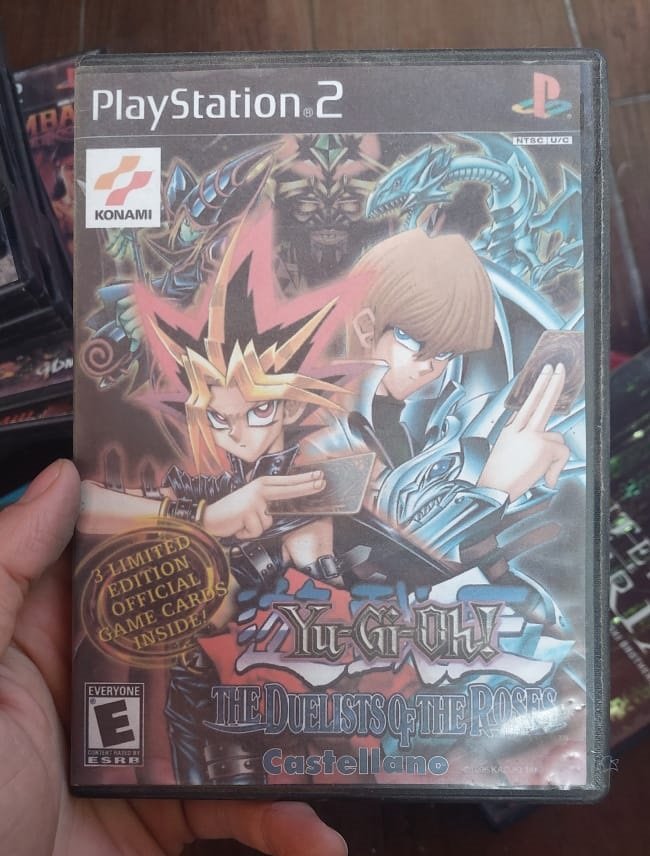 PlayStation®2
NTSC U/C
KONAMI
3 LIMITED
EDITION
OFFICIAL
GAME CARDS
INSIDE!
Yu-Gi-Oh!
THE DUELISTS OF THE ROSES
Castellano
EVERYONE
E
CONTENT RATED BY
ESRB